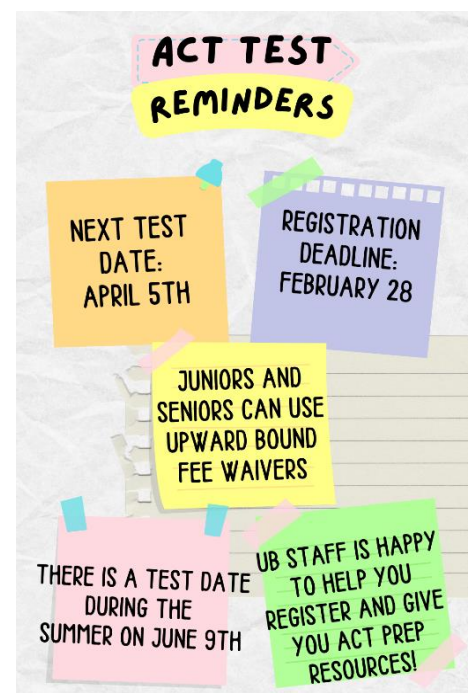 ACT TEST
REMINDERS
NEXT TEST
DATE:
APRIL 5TH
REGISTRATION
DEADLINE:
FEBRUARY 28
JUNIORS AND
SENIORS CAN USE
UPWARD BOUND
FEE WAIVERS
THERE IS A TEST DATE
DURING THE
SUMMER ON JUNE 9TH
UB STAFF IS HAPPY
TO HELP YOU
REGISTER AND GIVE
YOU ACT PREP
RESOURCES!